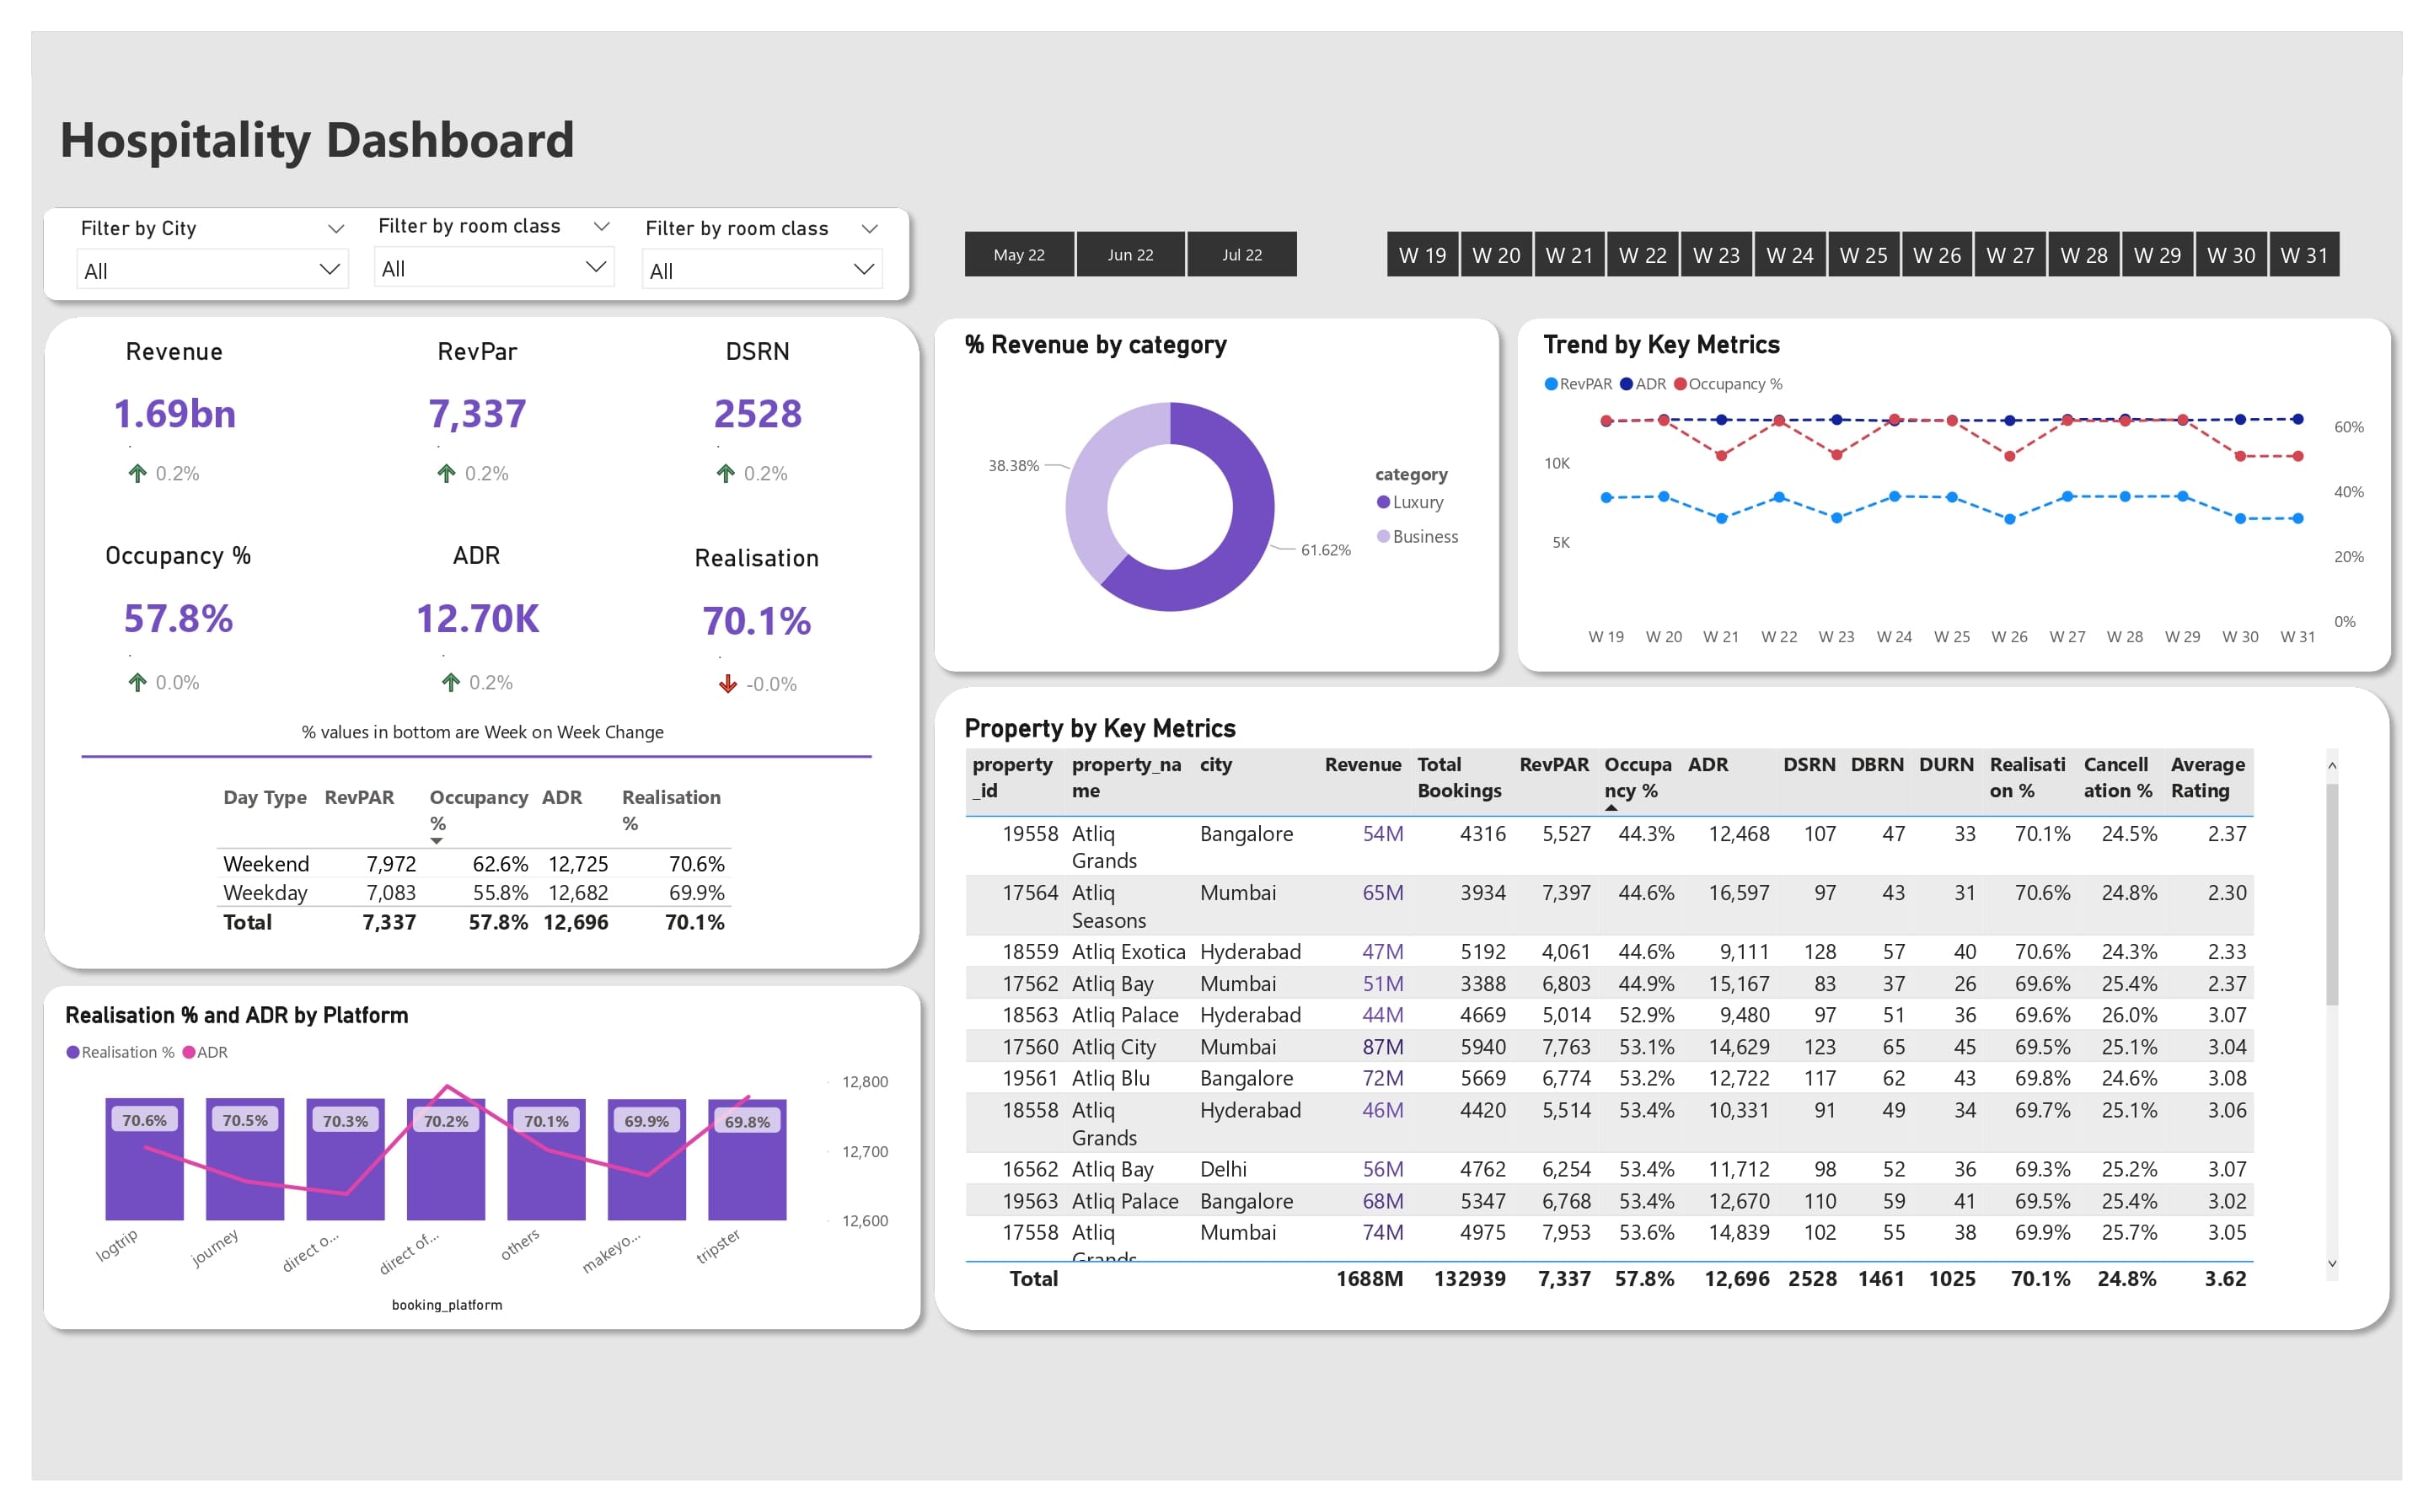 Hospitality Dashboard
Filter by City
Filter by room class
Filter by room class
All
All
All
May 22
Jun 22
Jul 22
W 19
W 20
W 21
W 22
W 23
W 24
W 25
W 26
W 27
W 28
W 29
W 30
W 31
Revenue
RevPar
DSRN
1.69bn
7,337
2528
0.2%
0.2%
0.2%
Occupancy %
ADR
Realisation
57.8%
12.70K
70.1%
0.0%
0.2%
-0.0%
% values in bottom are Week on Week Change
Day Type RevPAR Occupancy % ADR Realisation %
Weekend 7,972 62.6% 12,725 70.6%
Weekday 7,083 55.8% 12,682 69.9%
Total 7,337 57.8% 12,696 70.1%
% Revenue by category
38.38%
61.62%
category
Luxury
Business
Trend by Key Metrics
RevPAR ADR Occupancy %
10K
5K
60%
40%
20%
0%
W 19 W 20 W 21 W 22 W 23 W 24 W 25 W 26 W 27 W 28 W 29 W 30 W 31
Realisation % and ADR by Platform
Realisation % ADR
12,800
12,700
12,600
70.6% 70.5% 70.3% 70.2% 70.1% 69.9% 69.8%
logtrip journey direct o... direct of... others makeyo... tripster
booking_platform
Property by Key Metrics
property_id property_name city Revenue Total Bookings RevPAR Occupancy % ADR DSRN DBRN DURN Realisation % Cancellation % Average Rating
19558 Atliq Grands Bangalore 54M 4316 5,527 44.3% 12,468 107 47 33 70.1% 24.5% 2.37
17564 Atliq Seasons Mumbai 65M 3934 7,397 44.6% 16,597 97 43 31 70.6% 24.8% 2.30
18559 Atliq Exotica Hyderabad 47M 5192 4,061 44.6% 9,111 128 57 40 70.6% 24.3% 2.33
17562 Atliq Bay Mumbai 51M 3388 6,803 44.9% 15,167 83 37 26 69.6% 25.4% 2.37
18563 Atliq Palace Hyderabad 44M 4669 5,014 52.9% 9,480 97 51 36 69.6% 26.0% 3.07
17560 Atliq City Mumbai 87M 5940 7,763 53.1% 14,629 123 65 45 69.5% 25.1% 3.04
19561 Atliq Blu Bangalore 72M 5669 6,774 53.2% 12,722 117 62 43 69.8% 24.6% 3.08
18558 Atliq Grands Hyderabad 46M 4420 5,514 53.4% 10,331 91 49 34 69.7% 25.1% 3.06
16562 Atliq Bay Delhi 56M 4762 6,254 53.4% 11,712 98 52 36 69.3% 25.2% 3.07
19563 Atliq Palace Bangalore 68M 5347 6,768 53.4% 12,670 110 59 41 69.5% 25.4% 3.02
17558 Atliq Grands Mumbai 74M 4975 7,953 53.6% 14,839 102 55 38 69.9% 25.7% 3.05
Total 1688M 132939 7,337 57.8% 12,696 2528 1461 1025 70.1% 24.8% 3.62